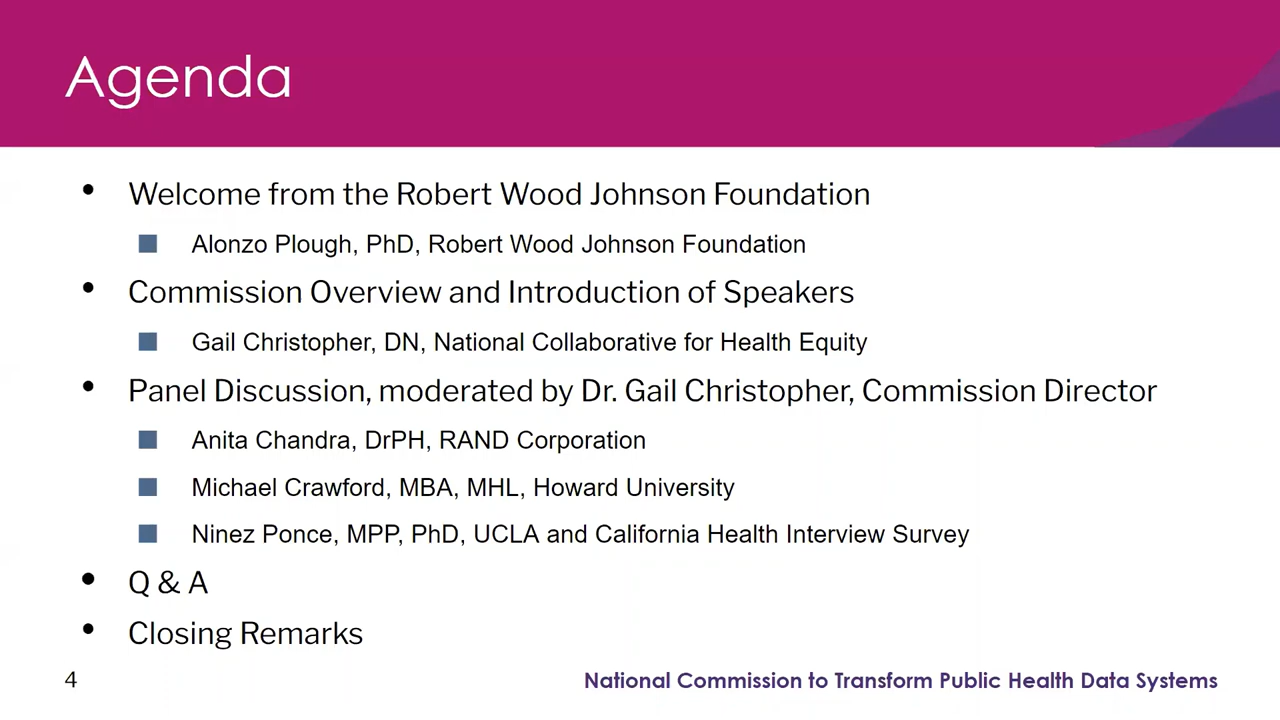 Agenda
• Welcome from the Robert Wood Johnson Foundation
■ Alonzo Plough, PhD, Robert Wood Johnson Foundation
• Commission Overview and Introduction of Speakers
■ Gail Christopher, DN, National Collaborative for Health Equity
• Panel Discussion, moderated by Dr. Gail Christopher, Commission Director
■ Anita Chandra, DrPH, RAND Corporation
■ Michael Crawford, MBA, MHL, Howard University
■ Ninez Ponce, MPP, PhD, UCLA and California Health Interview Survey
• Q & A
• Closing Remarks
4
National Commission to Transform Public Health Data Systems